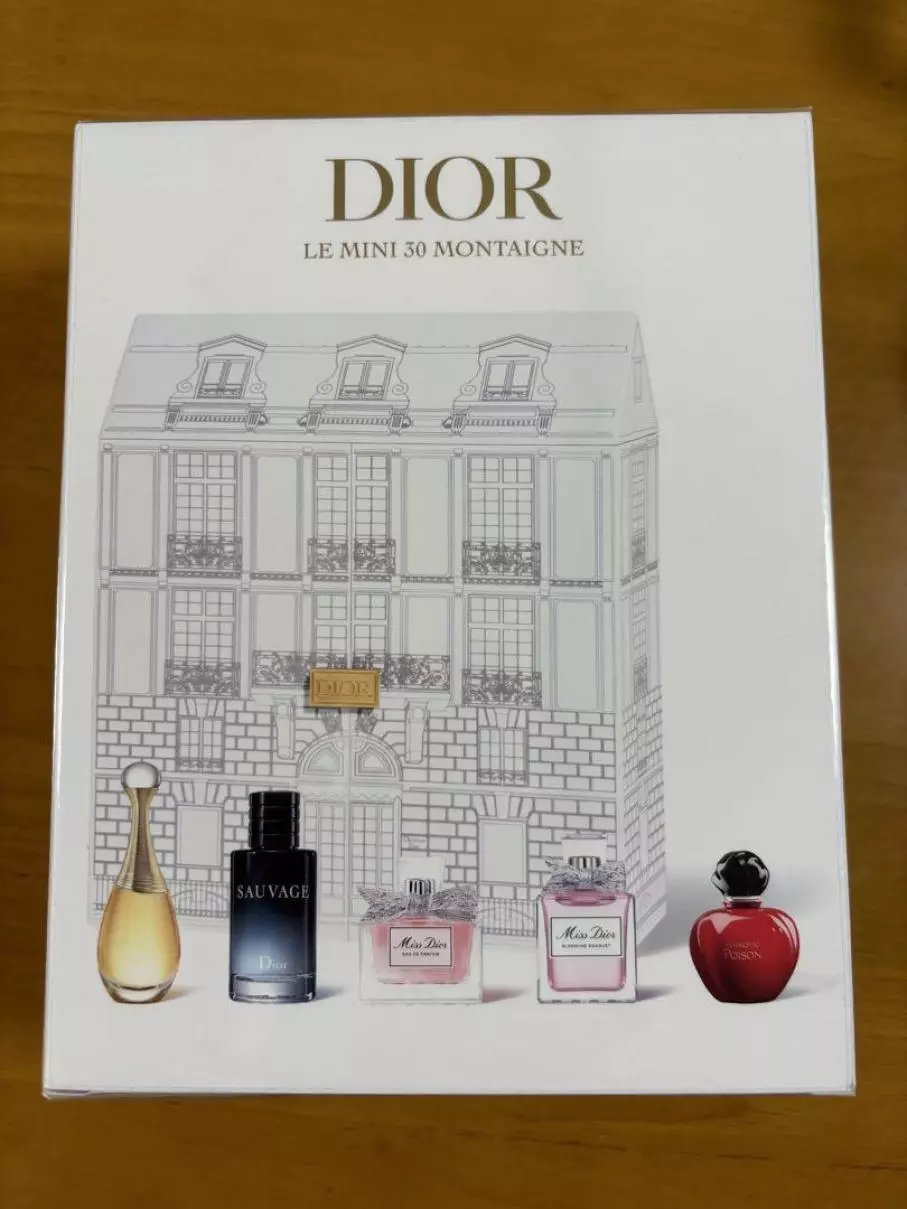 DIOR
LE MINI 30 MONTAIGNE
DIOR
SAUVAGE
Dior
Miss Dior
EAU DE PARFUM
Miss Dior
BLOOMING BOUQUET
POISON